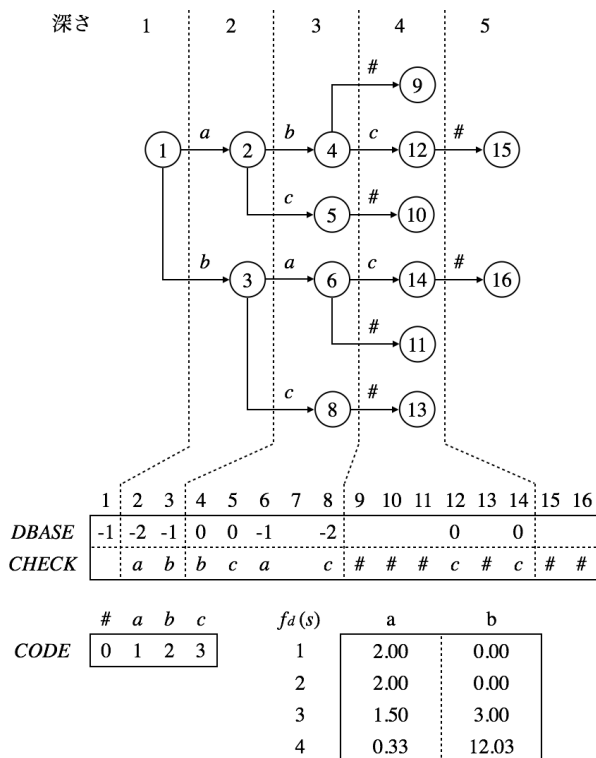 深さ 1 2 3 4 5
# 9
1 a 2 b 4 c 12 # 15
c 5 # 10
b 3 a 6 c 14 # 16
# 11
c 8 # 13
1 2 3 4 5 6 7 8 9 10 11 12 13 14 15 16
DBASE -1 -2 -1 0 0 -1 -2 0 0
CHECK a b b c a c # # # c # c # #
# a b c
CODE 0 1 2 3
fd(s) a b
1 2.00 0.00
2 2.00 0.00
3 1.50 3.00
4 0.33 12.03